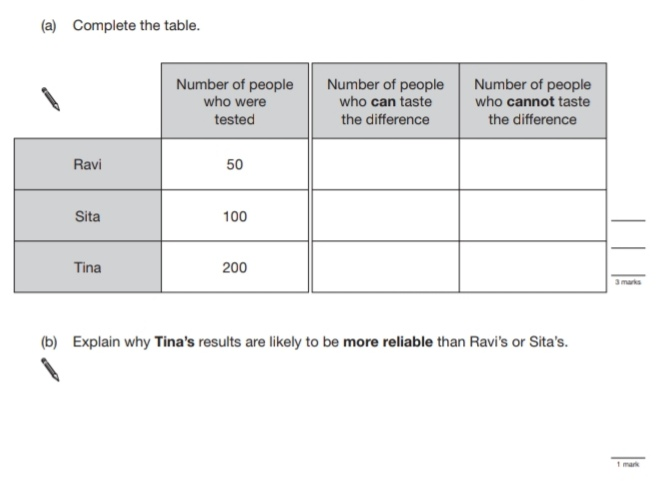 (a) Complete the table.
Number of people who were tested
Number of people who can taste the difference
Number of people who cannot taste the difference
Ravi 50
Sita 100
Tina 200
3 marks
(b) Explain why Tina's results are likely to be more reliable than Ravi's or Sita's.
1 mark